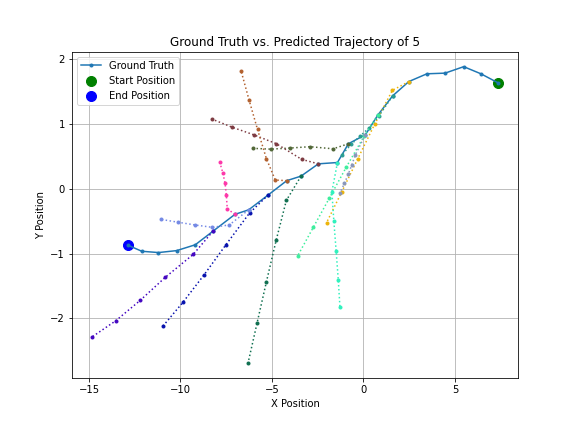 Ground Truth vs. Predicted Trajectory of 5
Ground Truth
Start Position
End Position
2
1
0
−1
−2
Y Position
−15
−10
−5
0
5
X Position